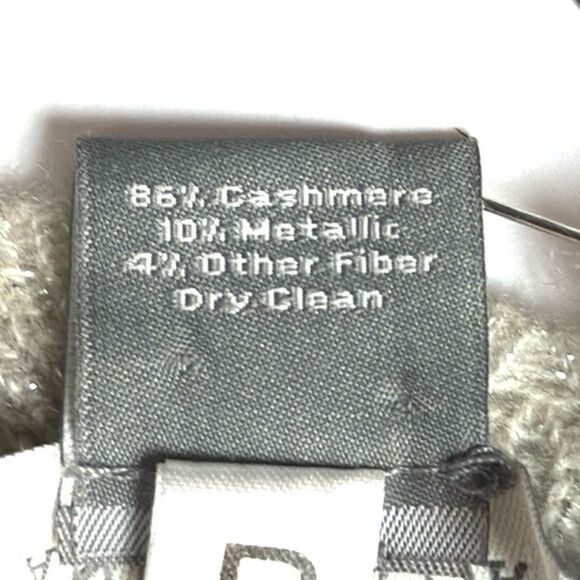 86% Cashmere
10% Metallic
4% Other Fiber
Dry Clean